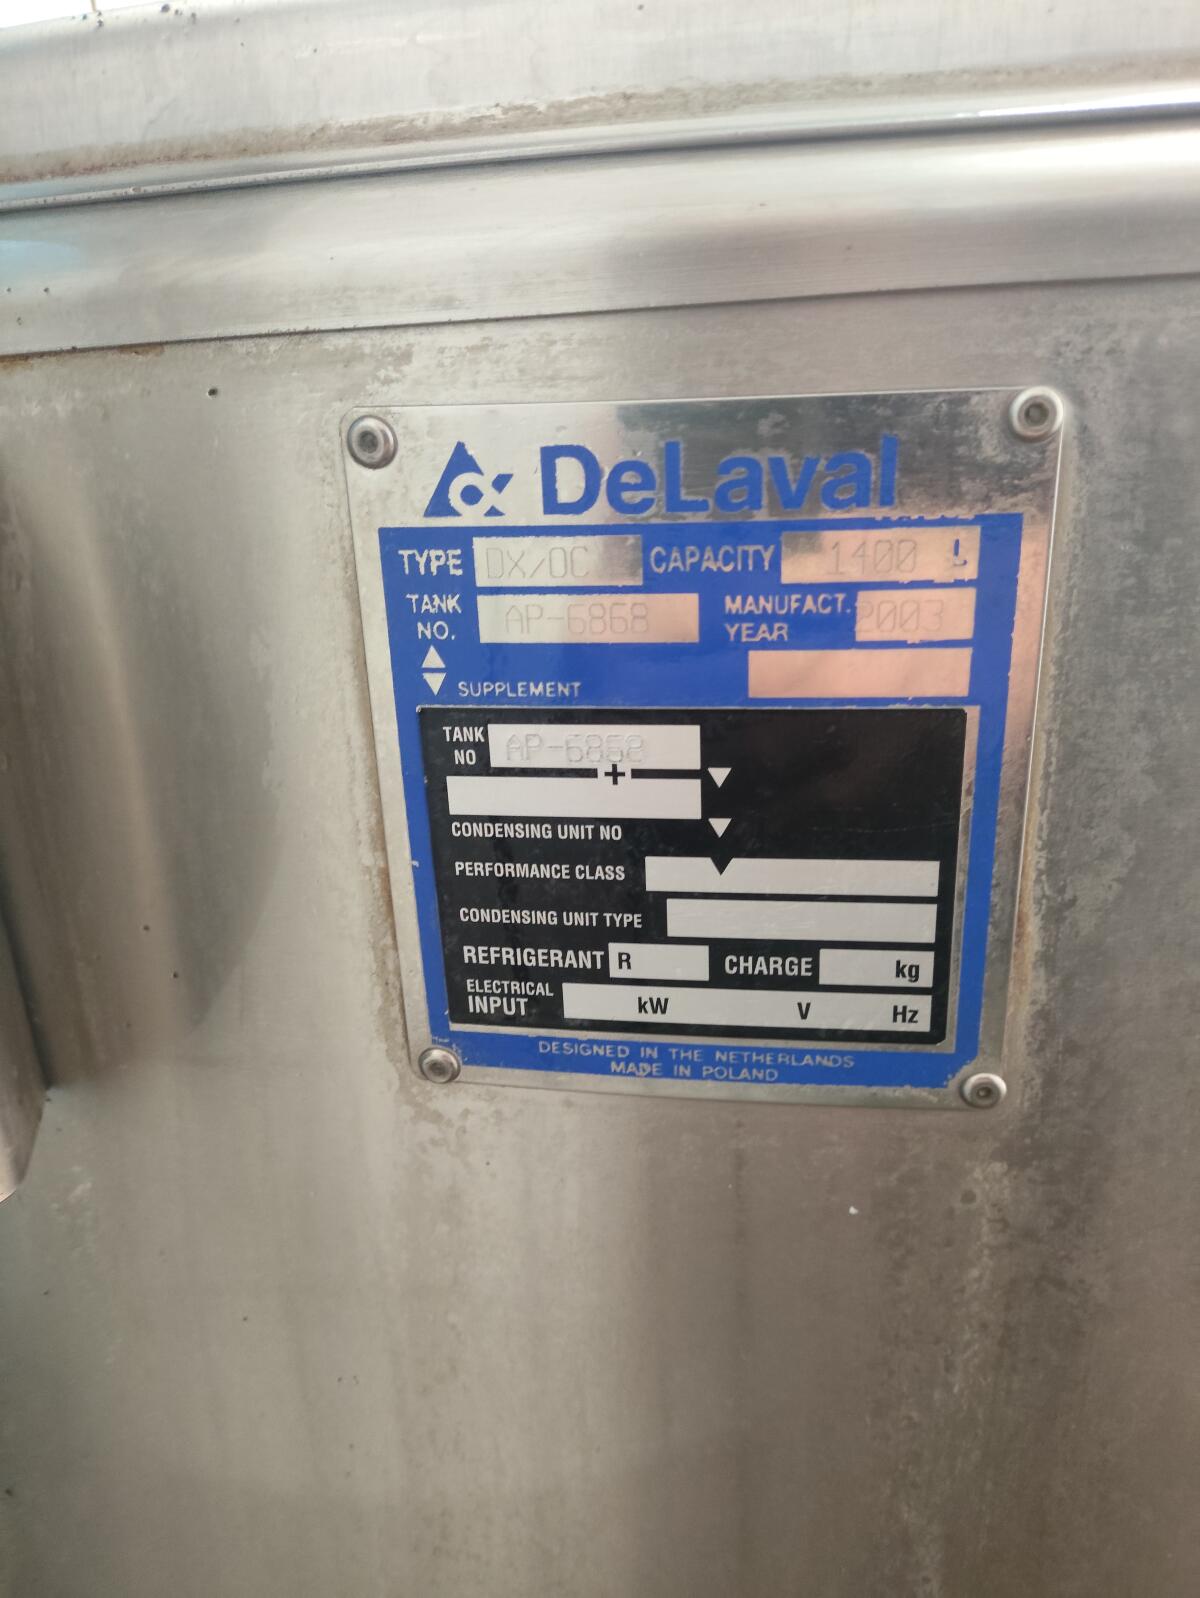 DeLaval
TYPE DX/OC CAPACITY 1400 L
TANK NO. AP-6868 MANUFACT. YEAR 2003
SUPPLEMENT
TANK NO AP-6868
+
CONDENSING UNIT NO
PERFORMANCE CLASS
CONDENSING UNIT TYPE
REFRIGERANT R CHARGE kg
ELECTRICAL INPUT kW V Hz
DESIGNED IN THE NETHERLANDS
MADE IN POLAND